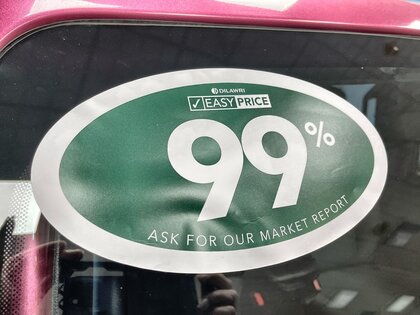 DILAWRI
EASY PRICE
99%
ASK FOR OUR MARKET REPORT